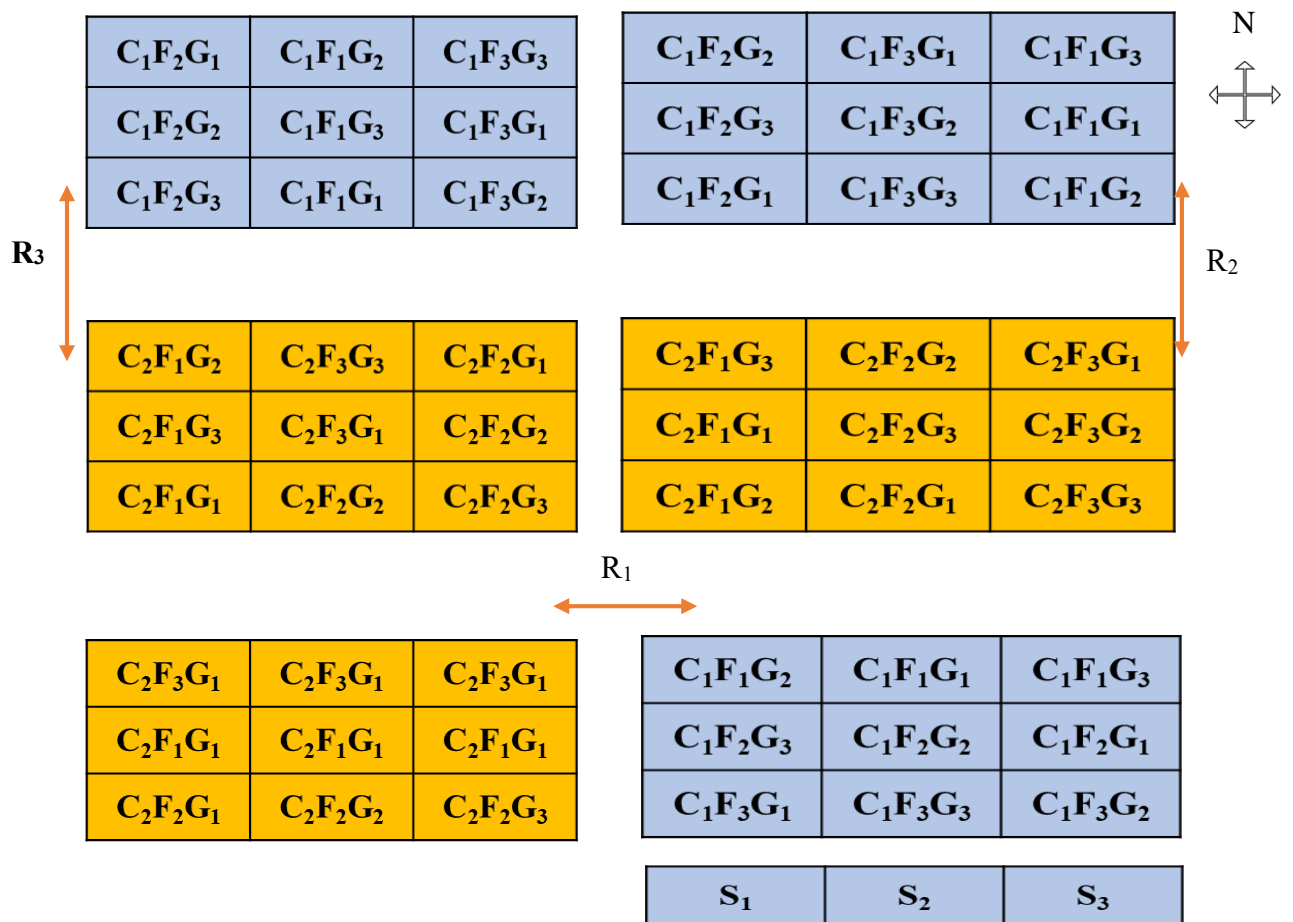 N
C₁F₂G₁ C₁F₁G₂ C₁F₃G₃
C₁F₂G₂ C₁F₁G₃ C₁F₃G₁
C₁F₂G₃ C₁F₁G₁ C₁F₃G₂
C₁F₂G₂ C₁F₃G₁ C₁F₁G₃
C₁F₂G₃ C₁F₃G₂ C₁F₁G₁
C₁F₂G₁ C₁F₃G₃ C₁F₁G₂
R₃
R₂
C₂F₁G₂ C₂F₃G₃ C₂F₂G₁
C₂F₁G₃ C₂F₃G₁ C₂F₂G₂
C₂F₁G₁ C₂F₂G₂ C₂F₂G₃
C₂F₁G₃ C₂F₂G₂ C₂F₃G₁
C₂F₁G₁ C₂F₂G₃ C₂F₃G₂
C₂F₁G₂ C₂F₂G₁ C₂F₃G₃
R₁
C₂F₃G₁ C₂F₃G₁ C₂F₃G₁
C₂F₁G₁ C₂F₁G₁ C₂F₁G₁
C₂F₂G₁ C₂F₂G₂ C₂F₂G₃
C₁F₁G₂ C₁F₁G₁ C₁F₁G₃
C₁F₂G₃ C₁F₂G₂ C₁F₂G₁
C₁F₃G₁ C₁F₃G₃ C₁F₃G₂
S₁ S₂ S₃